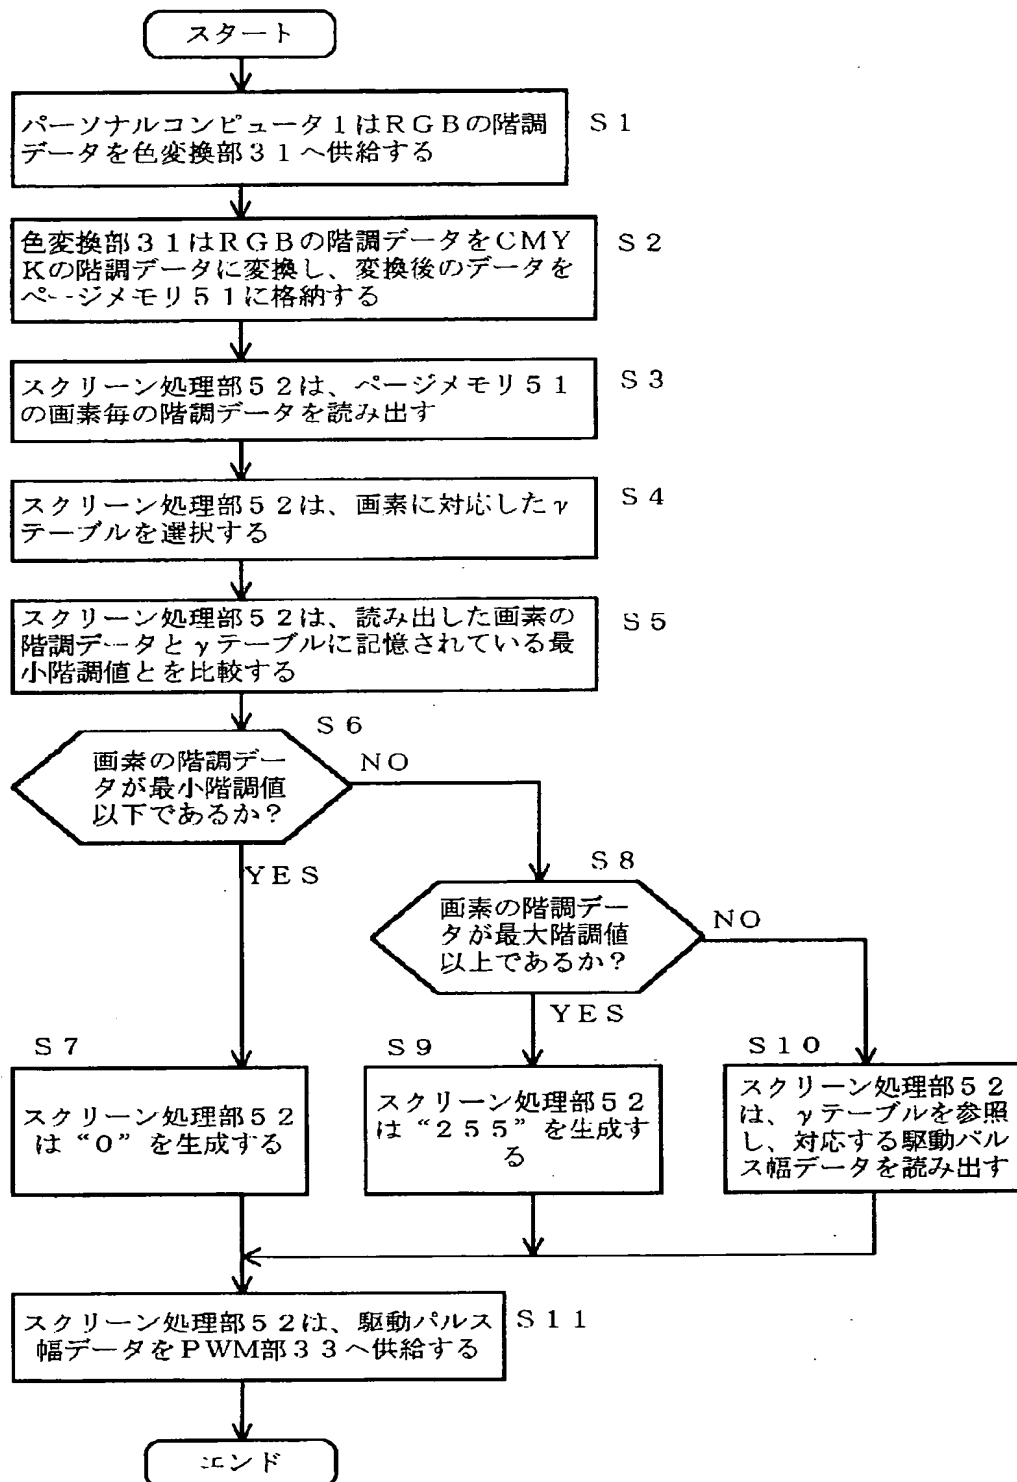 スタート
パーソナルコンピュータ1はRGBの階調
データを色変換部31へ供給する
S1
色変換部31はRGBの階調データをCMY
Kの階調データに変換し、変換後のデータを
ページメモリ51に格納する
S2
スクリーン処理部52は、ページメモリ51
の画素毎の階調データを読み出す
S3
スクリーン処理部52は、画素に対応したγ
テーブルを選択する
S4
スクリーン処理部52は、読み出した画素の
階調データとγテーブルに記憶されている最
小階調値とを比較する
S5
S6
画素の階調デー
タが最小階調値
以下であるか?
NO
YES
S8
画素の階調デー
タが最大階調値
以上であるか?
NO
YES
S7
スクリーン処理部52
は“0”を生成する
S9
スクリーン処理部52
は“255”を生成す
る
S10
スクリーン処理部52
は、γテーブルを参照
し、対応する駆動パル
ス幅データを読み出す
スクリーン処理部52は、駆動パルス
幅データをPWM部33へ供給する
S11
エンド